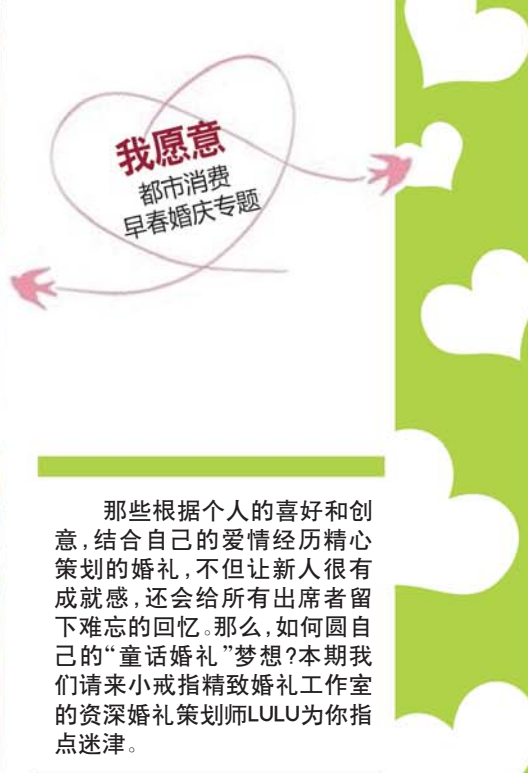 我愿意
都市消费
早春婚庆专题
那些根据个人的喜好和创
意,结合自己的爱情经历精心
策划的婚礼,不但让新人很有
成就感,还会给所有出席者留
下难忘的回忆。那么,如何圆自
己的“童话婚礼”梦想?本期我
们请来小戒指精致婚礼工作室
的资深婚礼策划师LULU为你指
点迷津。